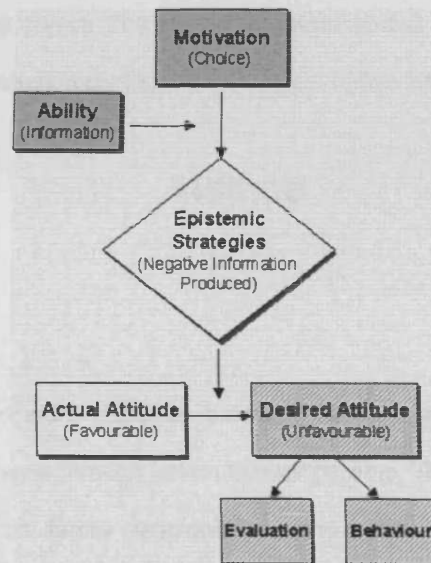 Motivation
(Choice)
Ability
(Information)
Epistemic
Strategies
(Negative Information
Produced)
Actual Attitude
(Favourable)
Desired Attitude
(Unfavourable)
Evaluation
Behaviour